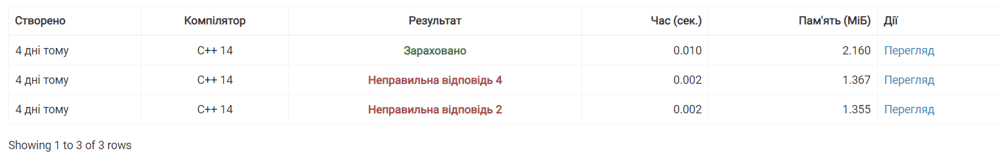 Створено Компілятор Результат Час (сек.) Пам'ять (МіБ) Дії
4 дні тому C++ 14 Зараховано 0.010 2.160 Перегляд
4 дні тому C++ 14 Неправильна відповідь 4 0.002 1.367 Перегляд
4 дні тому C++ 14 Неправильна відповідь 2 0.002 1.355 Перегляд
Showing 1 to 3 of 3 rows